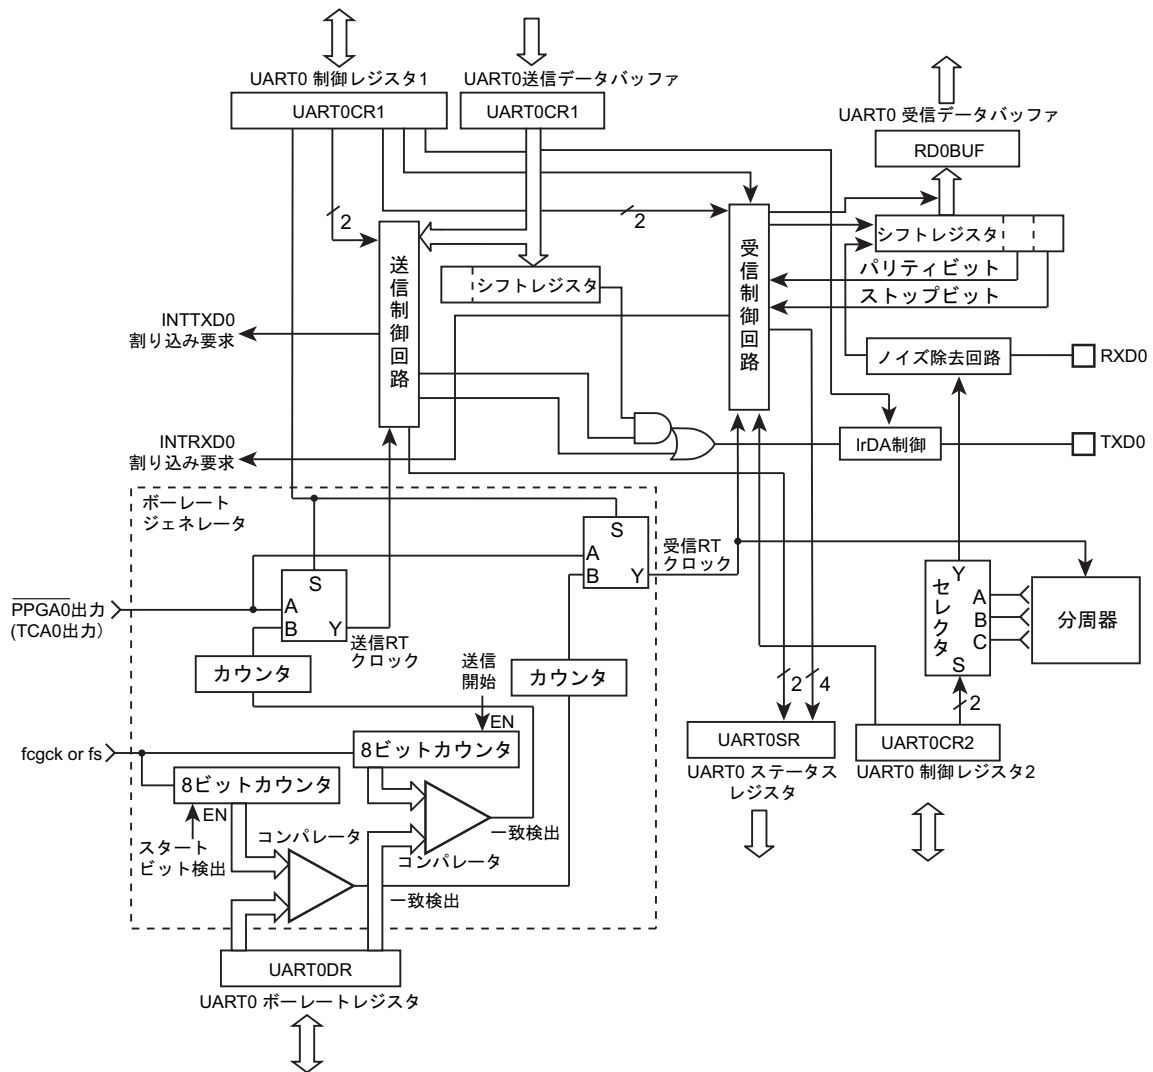 UART0 制御レジスタ1
UART0CR1
UART0送信データバッファ
UART0CR1
UART0 受信データバッファ
RD0BUF
2
2
送信制御回路
シフトレジスタ
受信制御回路
シフトレジスタ
パリティビット
ストップビット
INTTXD0
割り込み要求
ノイズ除去回路
RXD0
INTRXD0
割り込み要求
IrDA制御
TXD0
ボーレート
ジェネレータ
S
A
B
Y
受信RT
クロック
S
A
B
Y
送信RT
クロック
PPGA0出力
(TCA0出力)
Y
セレクタ
A
B
C
S
分周器
カウンタ
送信
開始
カウンタ
2
4
2
EN
fcgck or fs
8ビットカウンタ
UART0SR
UART0 ステータス
レジスタ
UART0CR2
UART0 制御レジスタ2
8ビットカウンタ
EN
スタート
ビット検出
コンパレータ
一致検出
コンパレータ
一致検出
UART0DR
UART0 ボーレートレジスタ